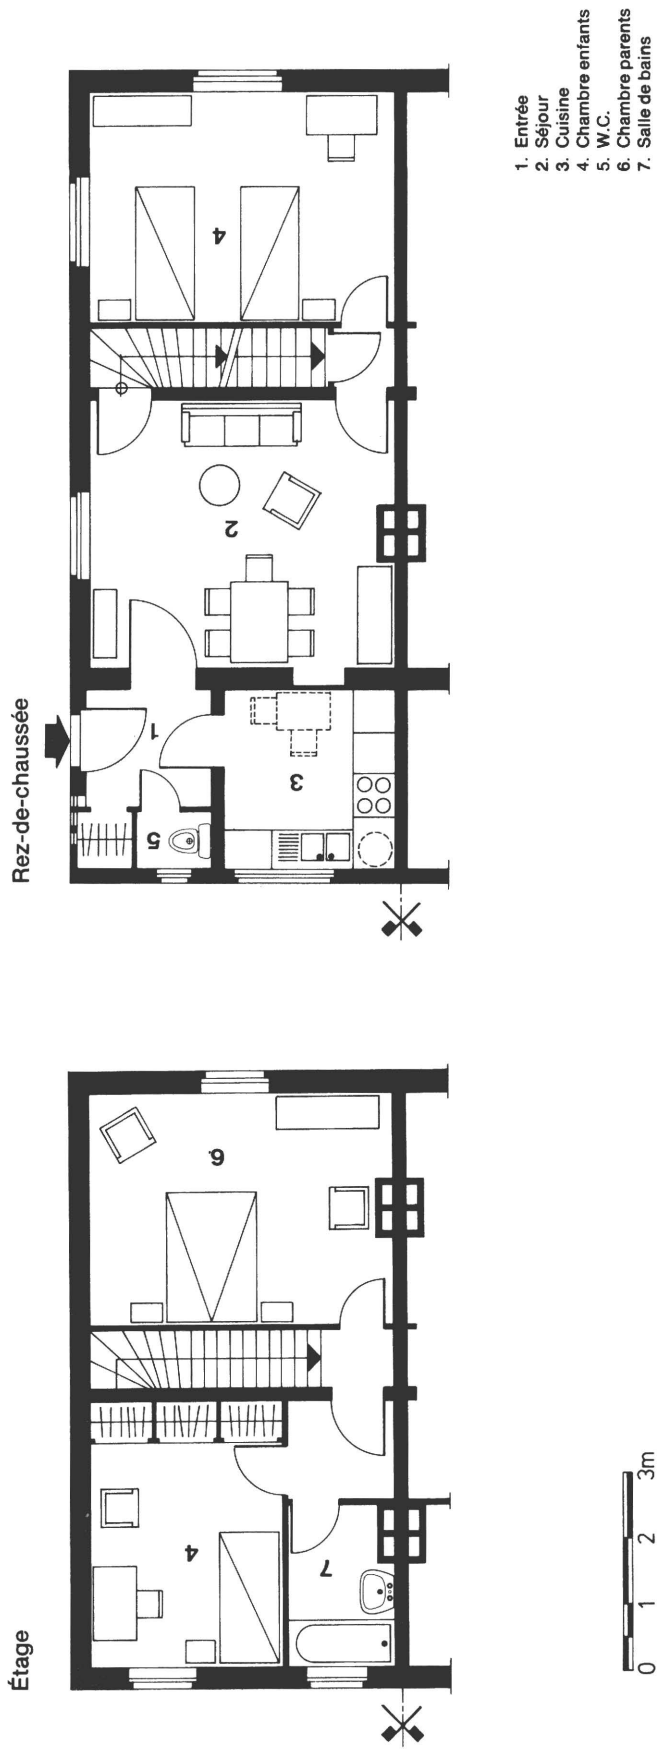 Étage
4
6
7
0 1 2 3m
Rez-de-chaussée
1
2
3
4
5
1. Entrée
2. Séjour
3. Cuisine
4. Chambre enfants
5. W.C.
6. Chambre parents
7. Salle de bains